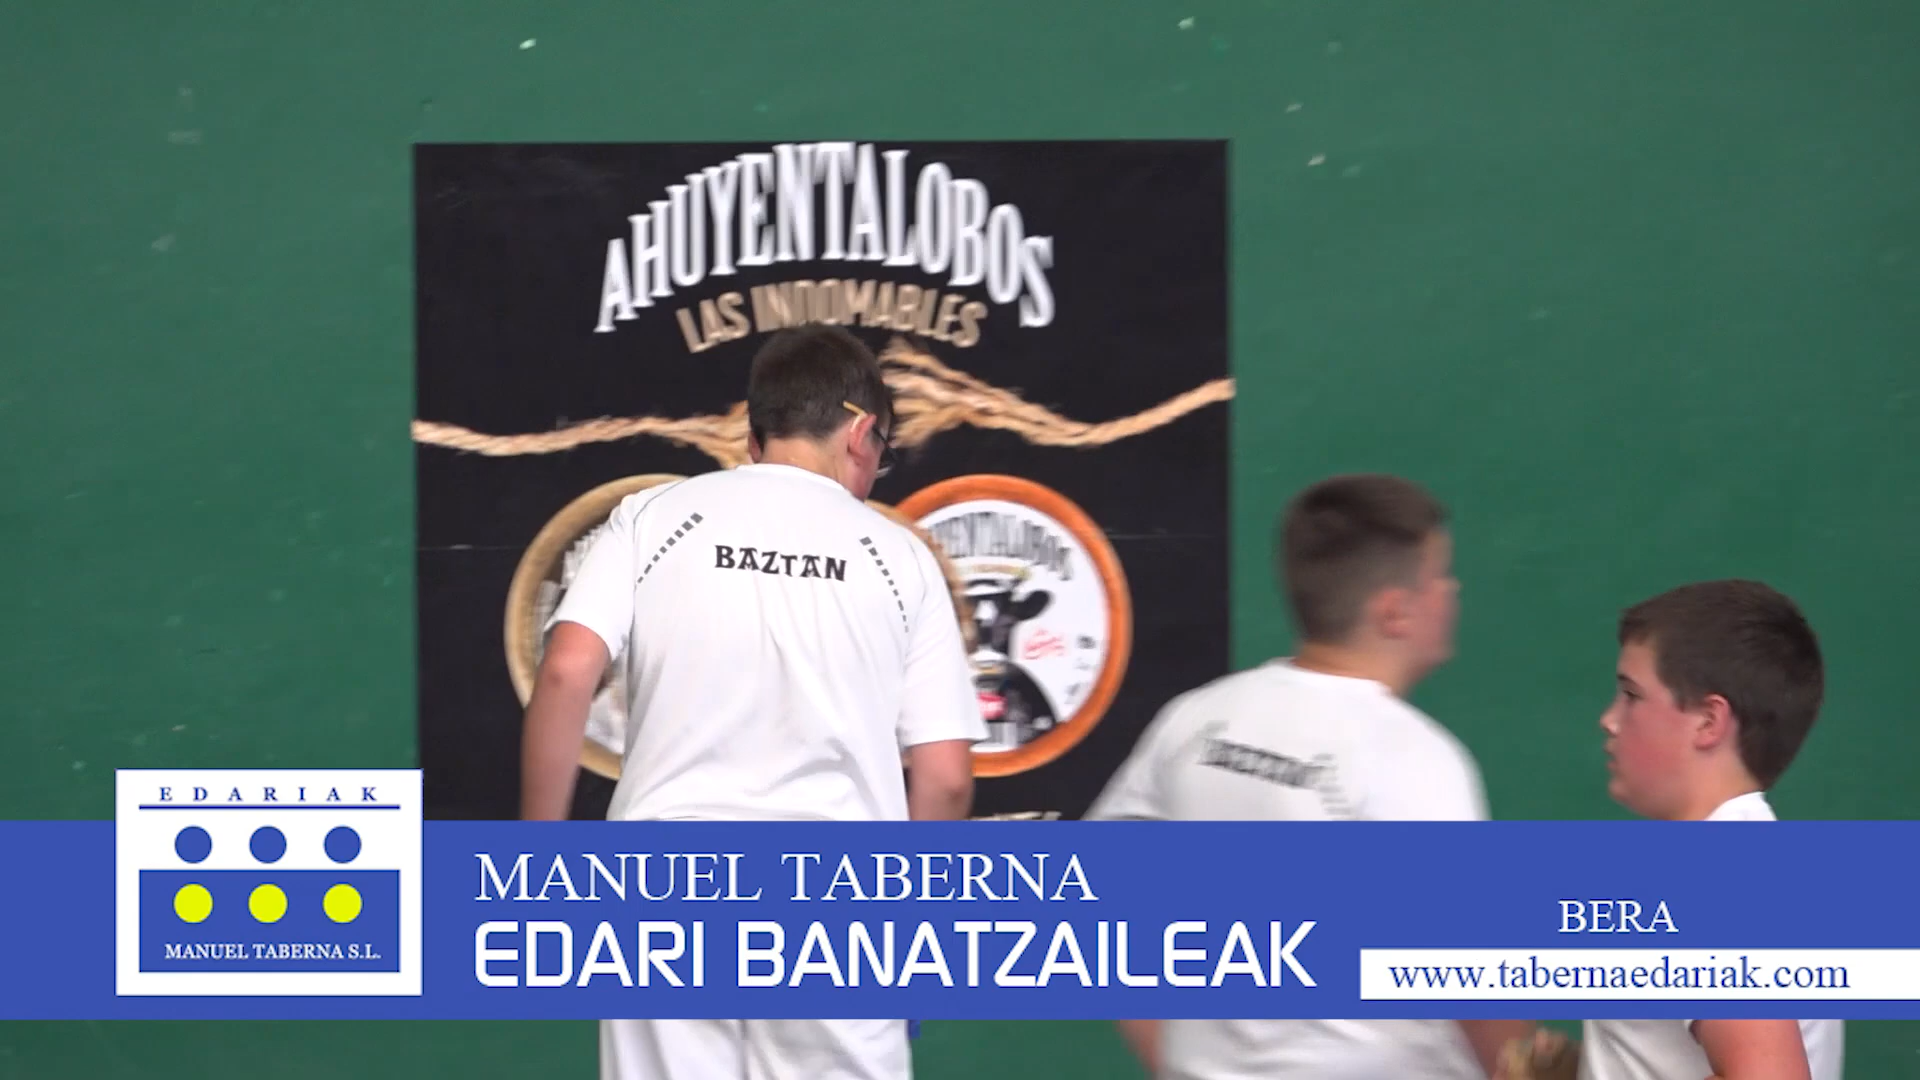 AHUYENTALOBOS
LAS INDOMABLES
BAZTAN
EDARIAK
MANUEL TABERNA S.L.
MANUEL TABERNA
EDARI BANATZAILEAK
BERA
www.tabernaedariak.com